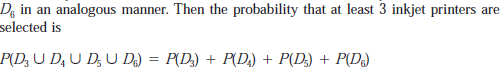 D₆ in an analogous manner. Then the probability that at least 3 inkjet printers are
selected is
P(D₃ ∪ D₄ ∪ D₅ ∪ D₆) = P(D₃) + P(D₄) + P(D₅) + P(D₆)